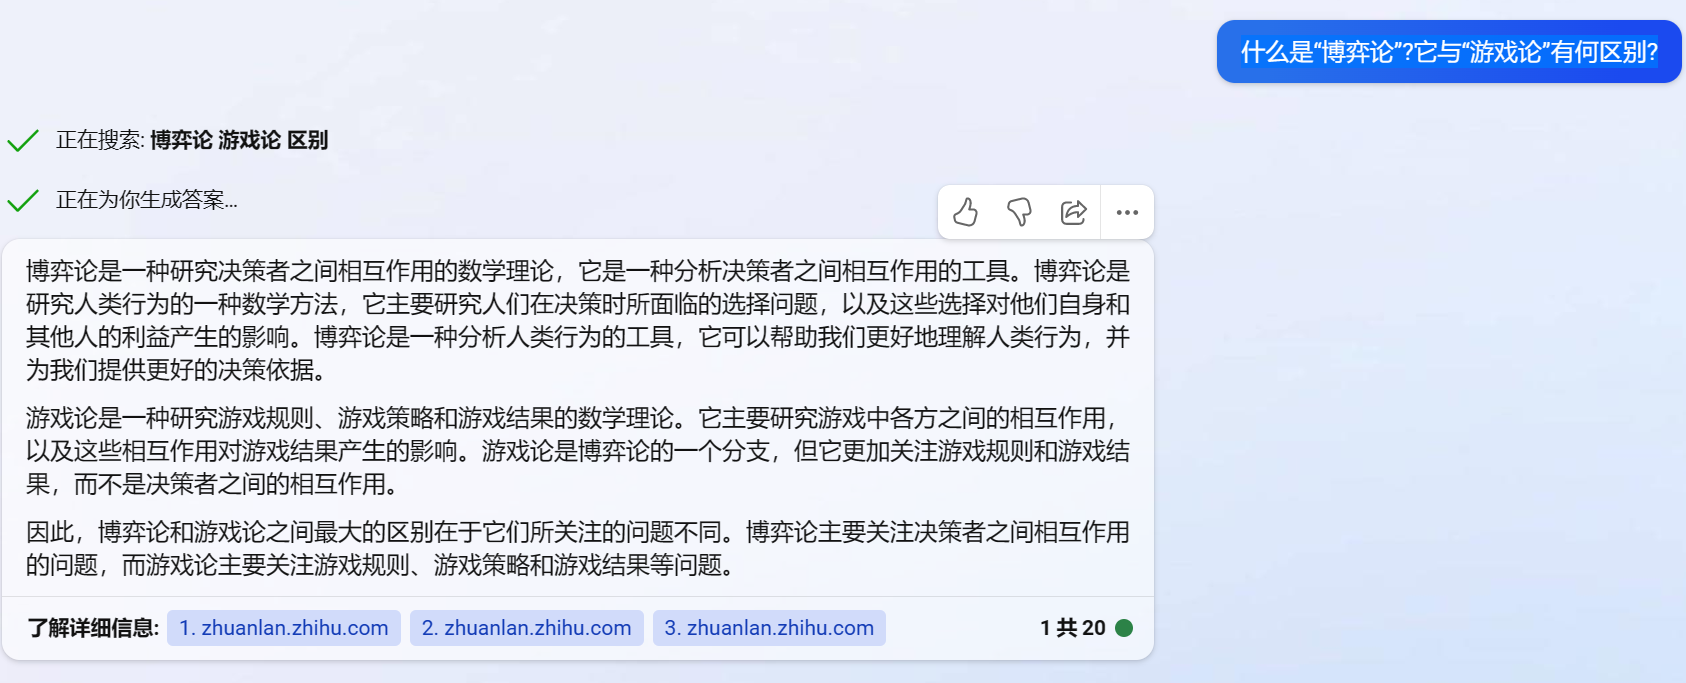 什么是“博弈论”?它与“游戏论”有何区别?
正在搜索: 博弈论 游戏论 区别
正在为你生成答案...
博弈论是一种研究决策者之间相互作用的数学理论，它是一种分析决策者之间相互作用的工具。博弈论是
研究人类行为的一种数学方法，它主要研究人们在决策时所面临的选择问题，以及这些选择对他们自身和
其他人的利益产生的影响。博弈论是一种分析人类行为的工具，它可以帮助我们更好地理解人类行为，并
为我们提供更好的决策依据。
游戏论是一种研究游戏规则、游戏策略和游戏结果的数学理论。它主要研究游戏中各方之间的相互作用，
以及这些相互作用对游戏结果产生的影响。游戏论是博弈论的一个分支，但它更加关注游戏规则和游戏结
果，而不是决策者之间的相互作用。
因此，博弈论和游戏论之间最大的区别在于它们所关注的问题不同。博弈论主要关注决策者之间相互作用
的问题，而游戏论主要关注游戏规则、游戏策略和游戏结果等问题。
了解详细信息: 1. zhuanlan.zhihu.com 2. zhuanlan.zhihu.com 3. zhuanlan.zhihu.com 1 共 20